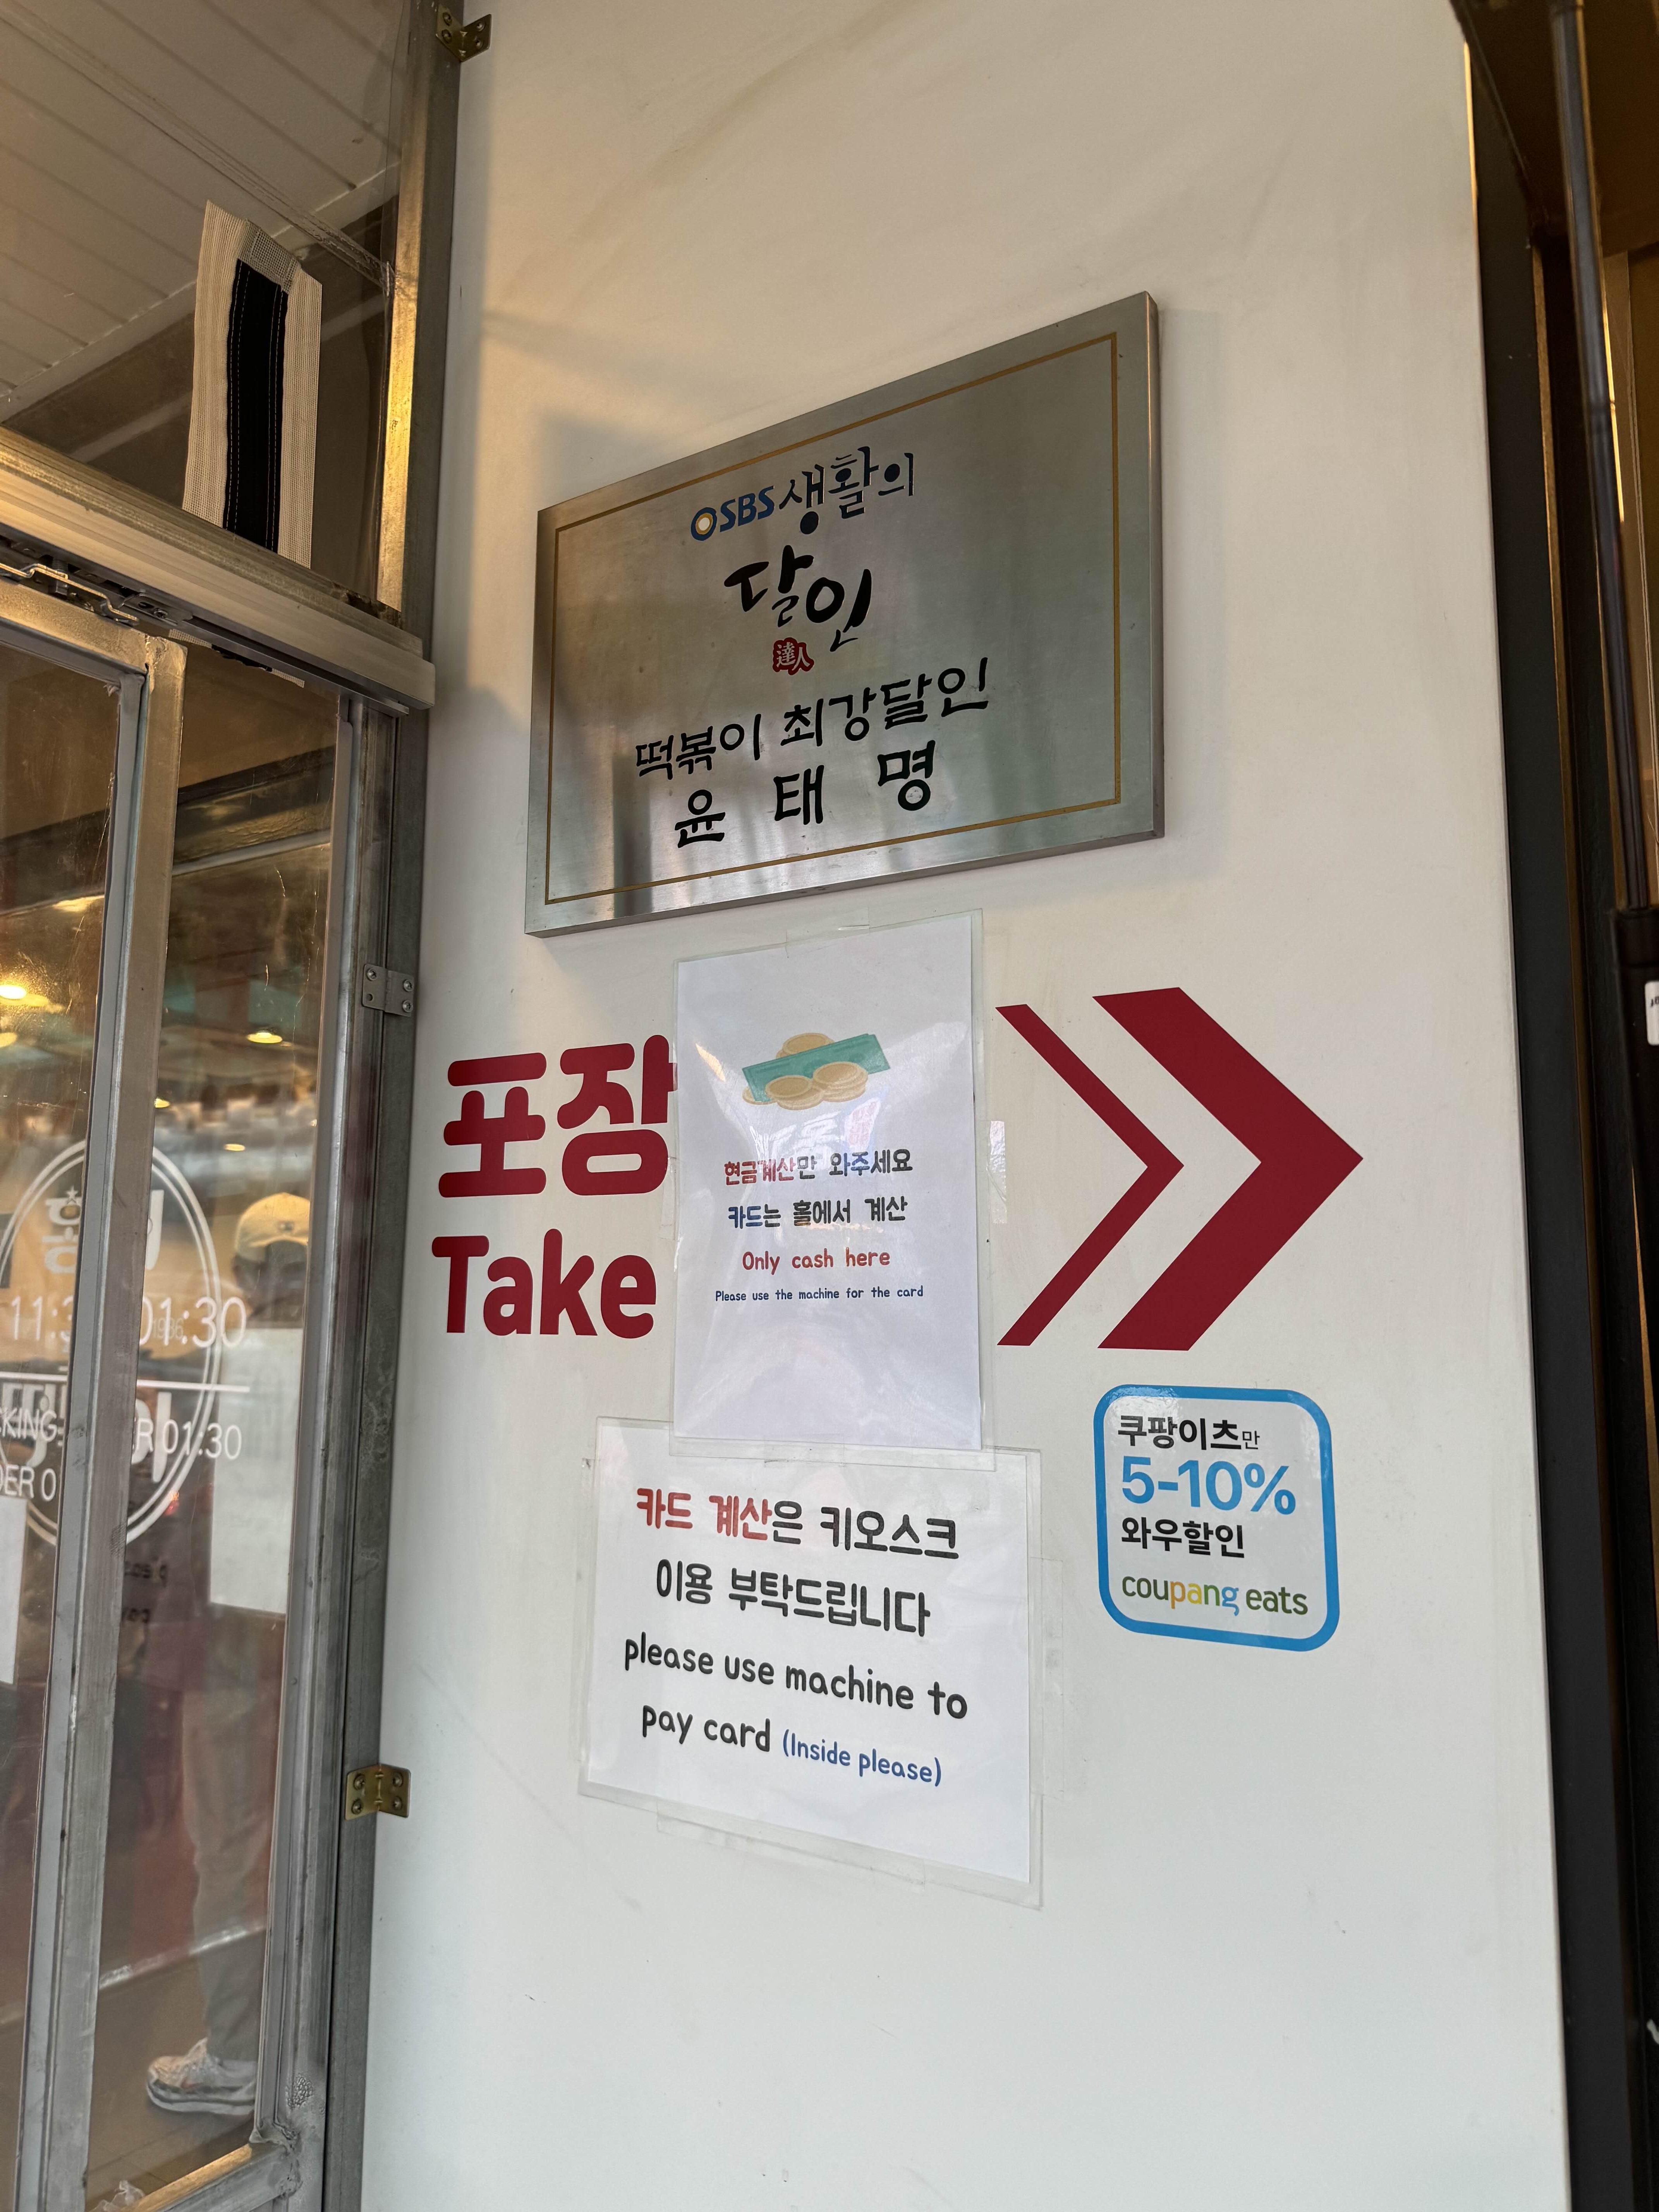 SBS 생활의
달인
達人
떡볶이 최강달인
윤 태 명
포장
Take
현금계산만 와주세요
카드는 홀에서 계산
Only cash here
Please use the machine for the card
카드 계산은 키오스크
이용 부탁드립니다
please use machine to
pay card (Inside please)
쿠팡이츠만
5-10%
와우할인
coupang eats
01:30
01:30